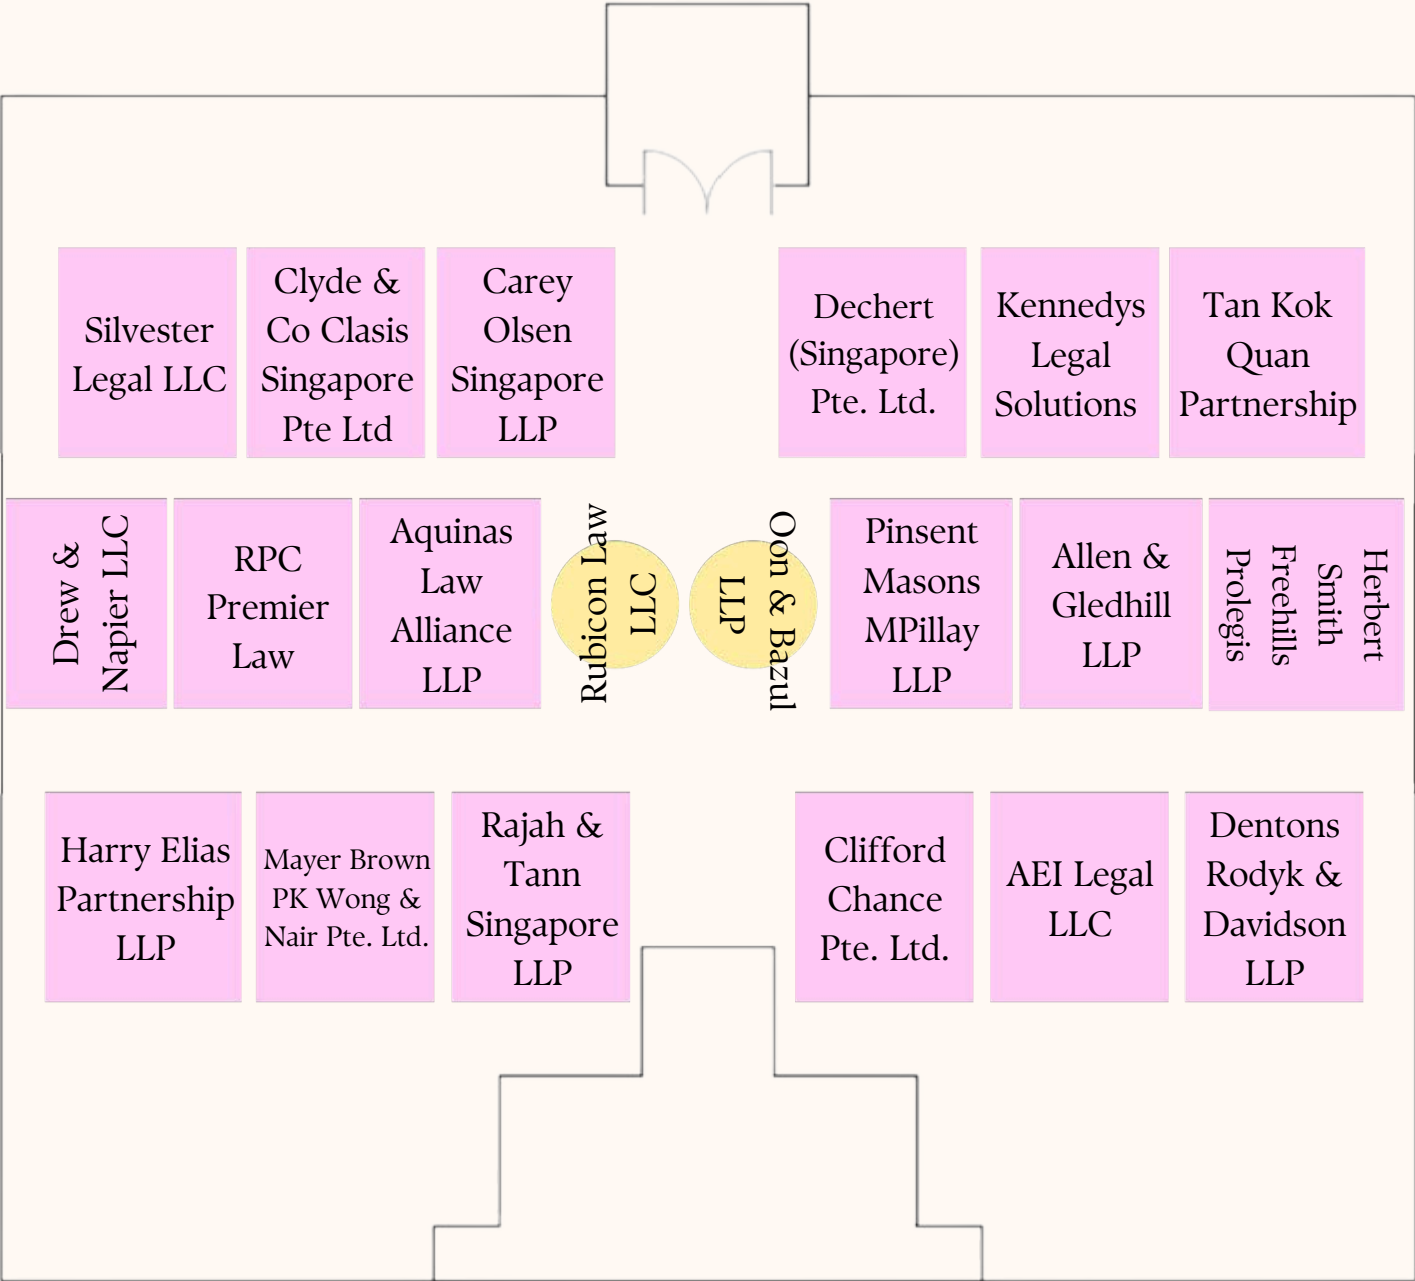 Silvester
Legal LLC
Clyde &
Co Clasis
Singapore
Pte Ltd
Carey
Olsen
Singapore
LLP
Dechert
(Singapore)
Pte. Ltd.
Kennedys
Legal
Solutions
Tan Kok
Quan
Partnership
Drew &
Napier LLC
RPC
Premier
Law
Aquinas
Law
Alliance
LLP
Rubicon Law
LLC
Oon & Bazul
LLP
Pinsent
Masons
MPillay
LLP
Allen &
Gledhill
LLP
Herbert
Smith
Freehills
Prolegis
Harry Elias
Partnership
LLP
Mayer Brown
PK Wong &
Nair Pte. Ltd.
Rajah &
Tann
Singapore
LLP
Clifford
Chance
Pte. Ltd.
AEI Legal
LLC
Dentons
Rodyk &
Davidson
LLP